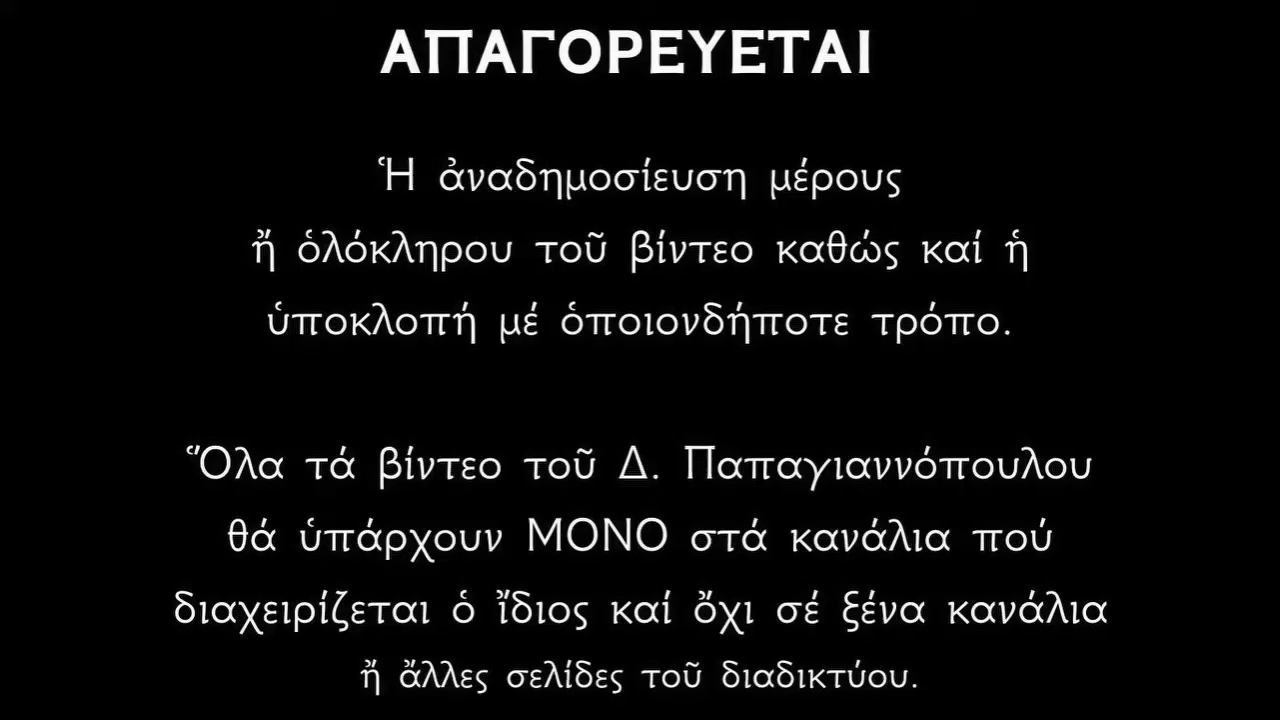 ΑΠΑΓΟΡΕΥΕΤΑΙ
Ἡ ἀναδημοσίευση μέρους
ἤ ὁλόκληρου τοῦ βίντεο καθώς καί ἡ
ὑποκλοπή μέ ὁποιονδήποτε τρόπο.
Ὅλα τά βίντεο τοῦ Δ. Παπαγιαννόπουλου
θά ὑπάρχουν ΜΟΝΟ στά κανάλια πού
διαχειρίζεται ὁ ἴδιος καί ὄχι σέ ξένα κανάλια
ἤ ἄλλες σελίδες τοῦ διαδικτύου.